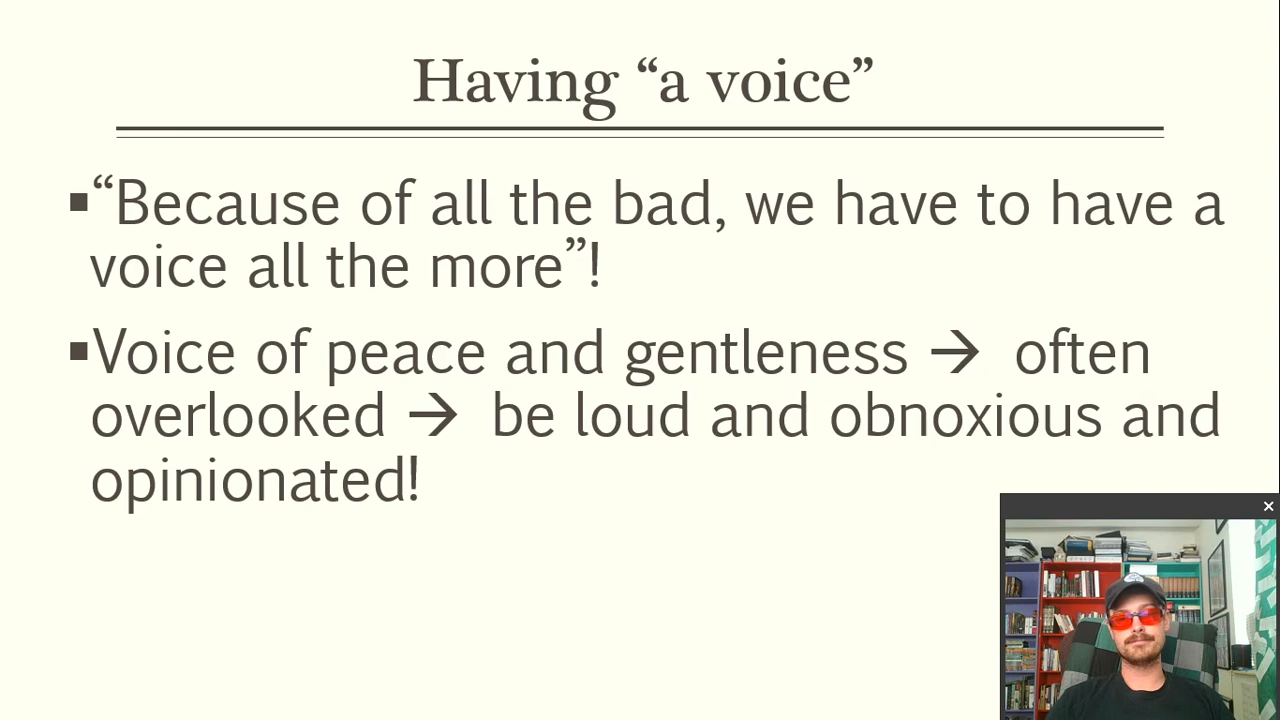 Having “a voice”
▪“Because of all the bad, we have to have a
voice all the more”!
▪Voice of peace and gentleness → often
overlooked → be loud and obnoxious and
opinionated!